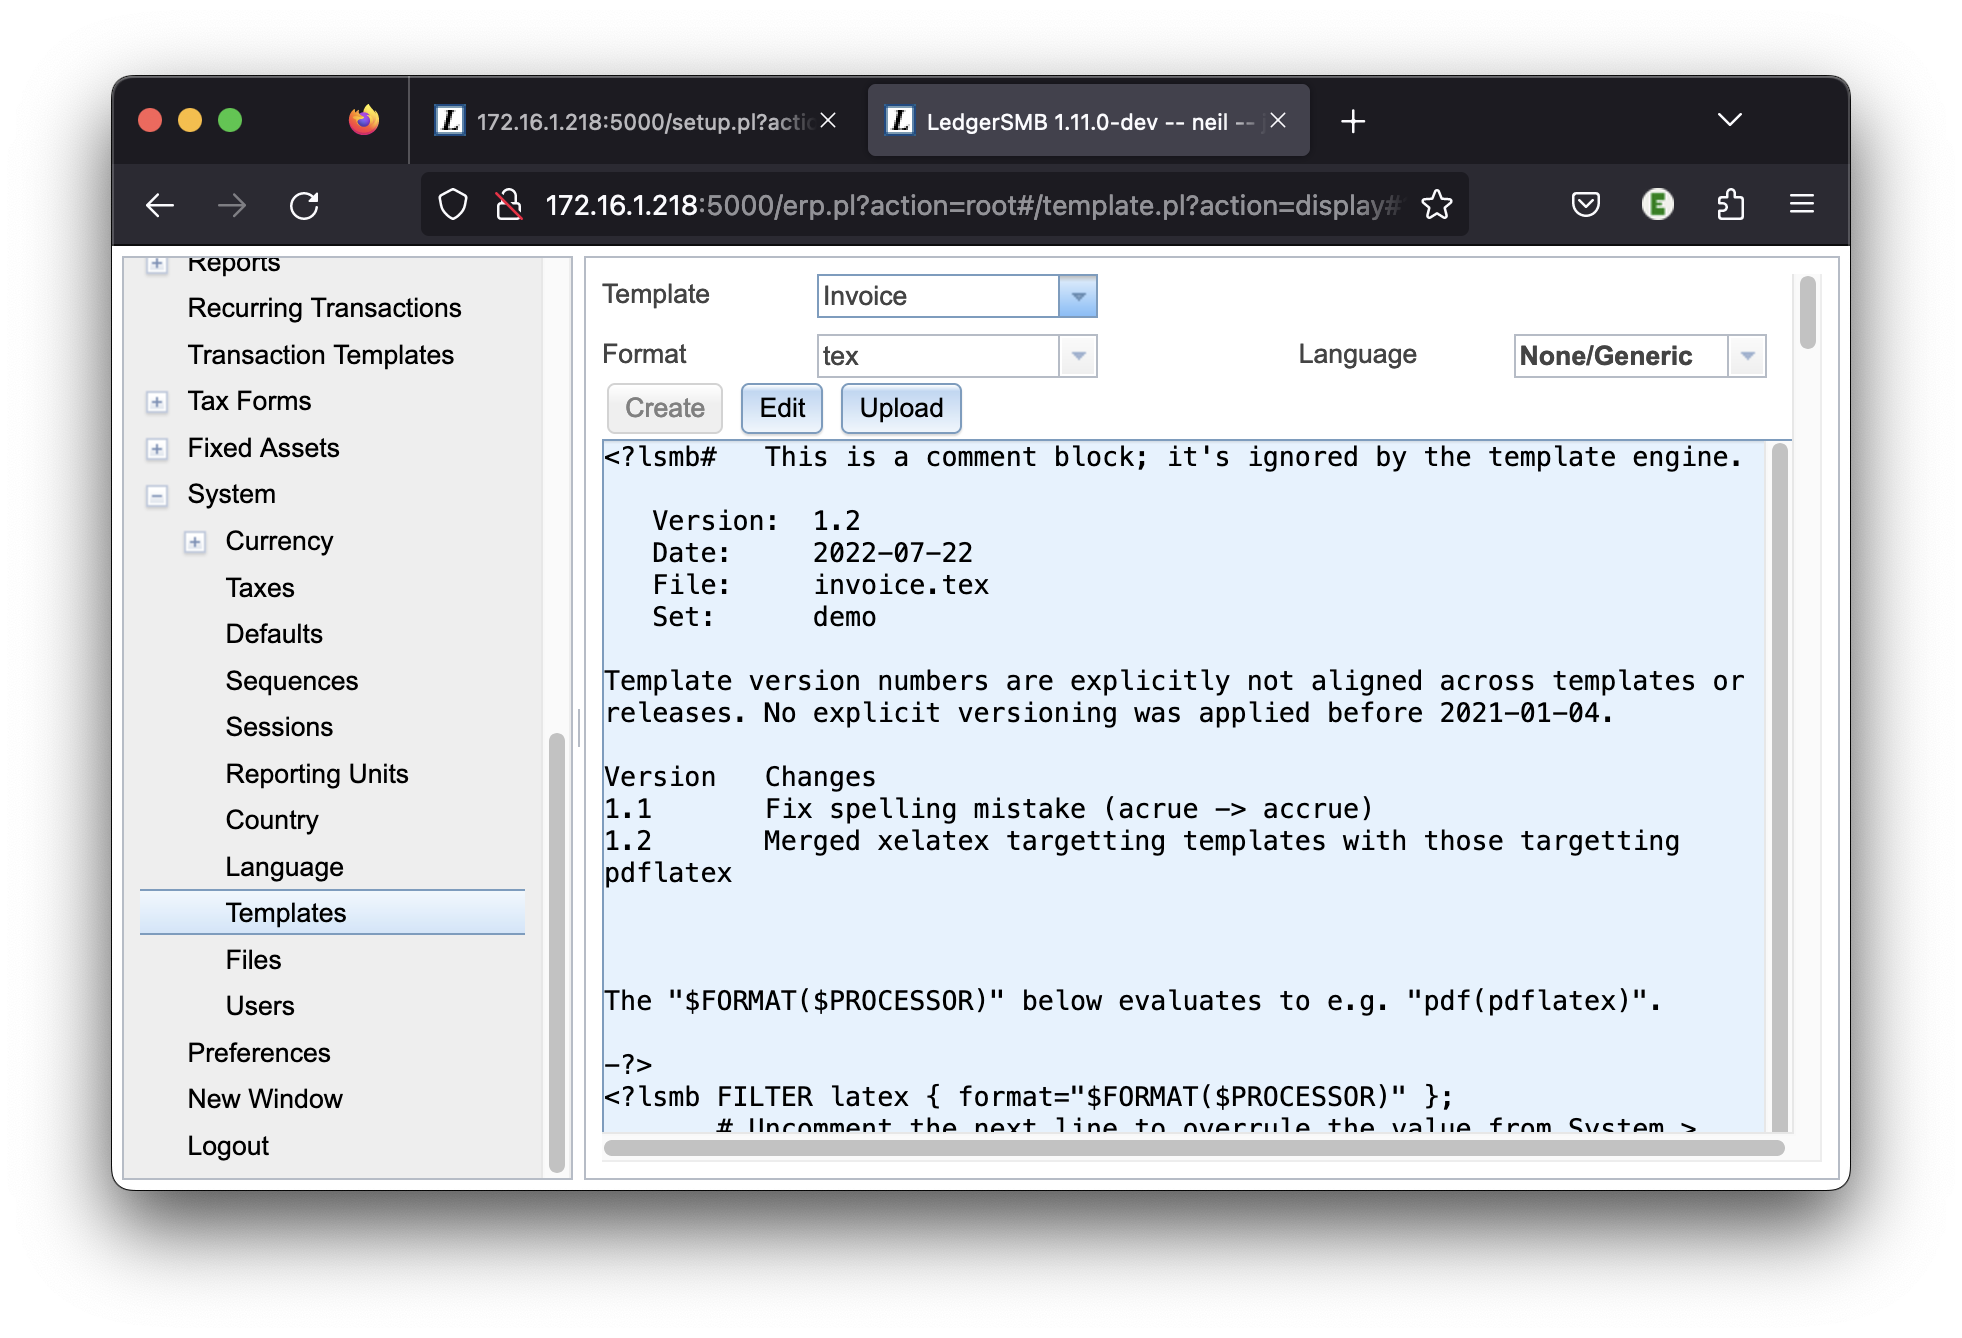 172.16.1.218:5000/setup.pl?actio
LedgerSMB 1.11.0-dev -- neil --
172.16.1.218:5000/erp.pl?action=root#/template.pl?action=display#
Reports
Recurring Transactions
Transaction Templates
Tax Forms
Fixed Assets
System
Currency
Taxes
Defaults
Sequences
Sessions
Reporting Units
Country
Language
Templates
Files
Users
Preferences
New Window
Logout
Template Invoice
Format tex Language None/Generic
Create Edit Upload
<?lsmb#   This is a comment block; it's ignored by the template engine.
Version:  1.2
Date:     2022-07-22
File:     invoice.tex
Set:      demo
Template version numbers are explicitly not aligned across templates or
releases. No explicit versioning was applied before 2021-01-04.
Version   Changes
1.1       Fix spelling mistake (acrue -> accrue)
1.2       Merged xelatex targetting templates with those targetting
pdflatex
The "$FORMAT($PROCESSOR)" below evaluates to e.g. "pdf(pdflatex)".
-?>
<?lsmb FILTER latex { format="$FORMAT($PROCESSOR)" };
# Uncomment the next line to overrule the value from System >